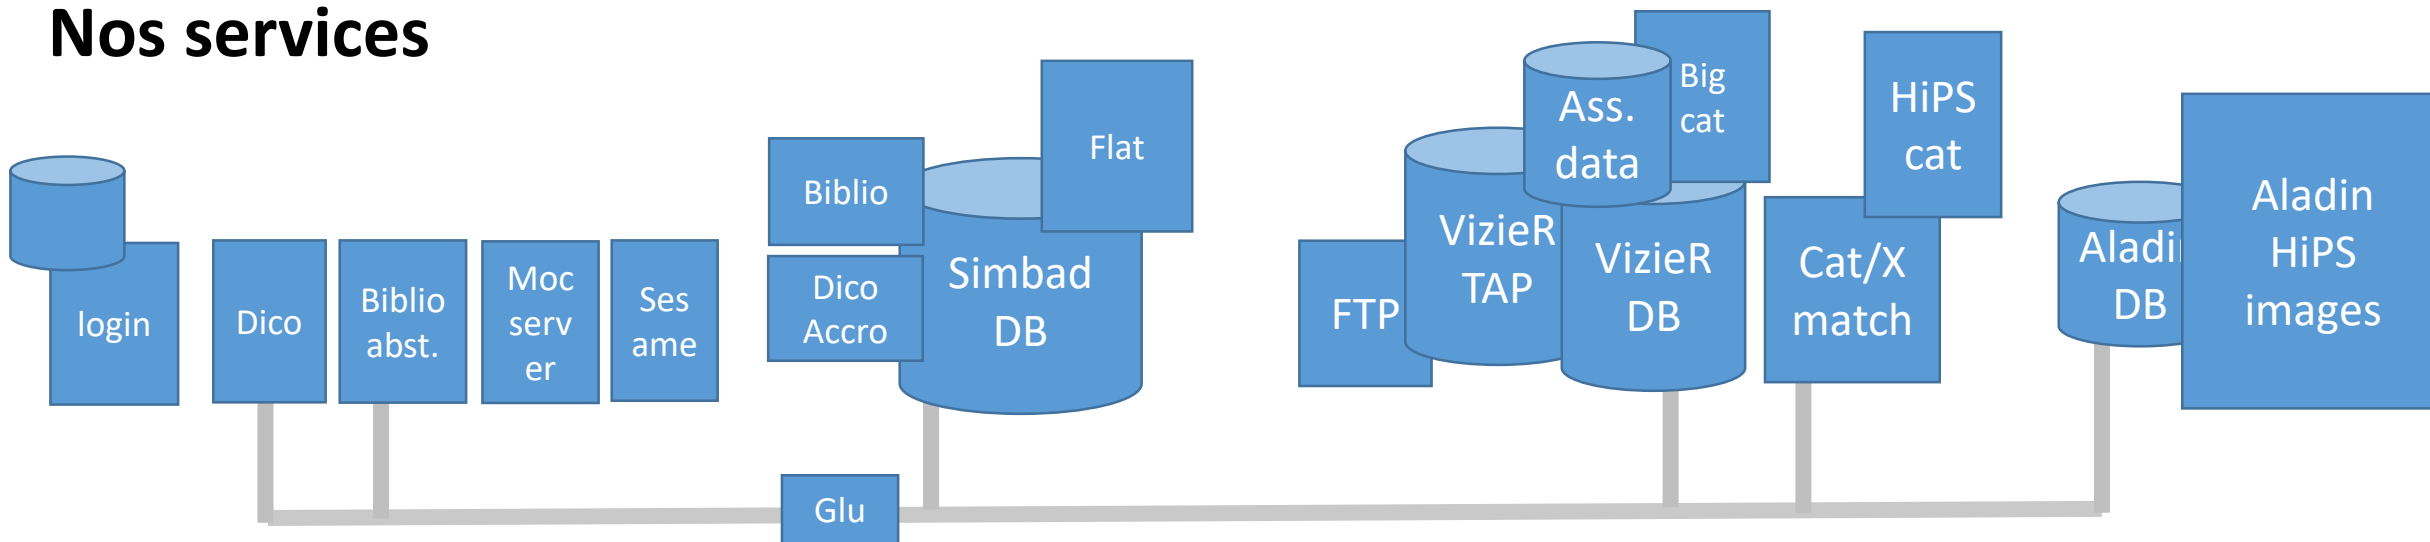 Nos services
login
Dico
Biblio
abst.
Moc
serv
er
Ses
ame
Biblio
Dico
Accro
Simbad
DB
Flat
Glu
FTP
VizieR
TAP
Ass.
data
Big
cat
VizieR
DB
Cat/X
match
HiPS
cat
Aladin
DB
Aladin
HiPS
images